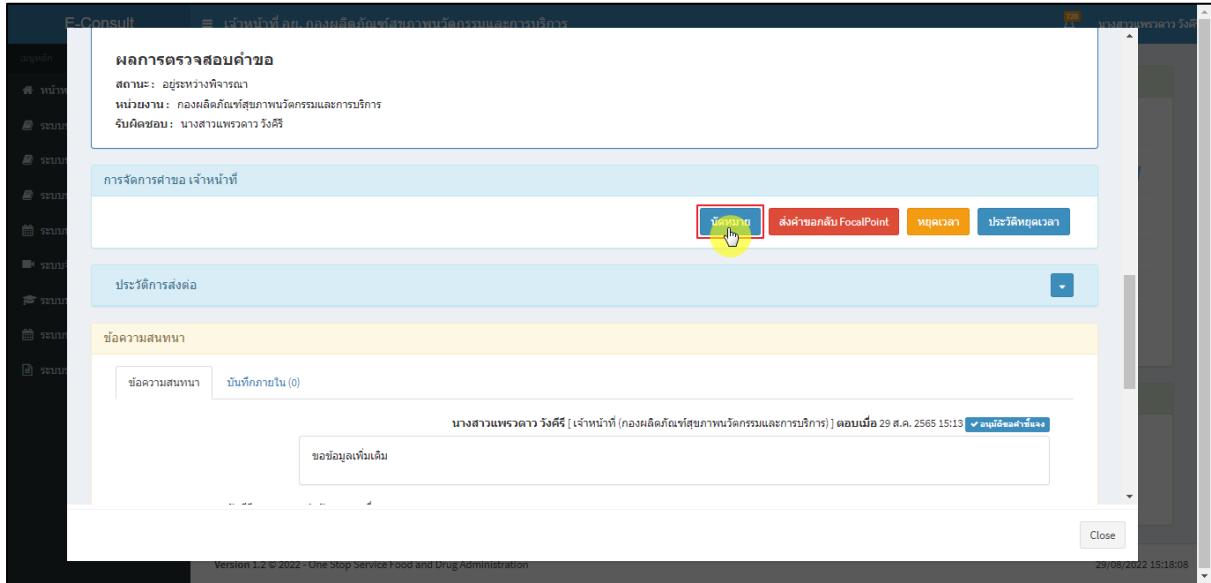 E-Consult
เจ้าหน้าที่ อย. กองผลิตภัณฑ์สุขภาพนวัตกรรมและการบริการ
728
นางสาวแพรวดาว วังคีรี
เมนูหลัก
ผลการตรวจสอบคำขอ
สถานะ : อยู่ระหว่างพิจารณา
หน่วยงาน : กองผลิตภัณฑ์สุขภาพนวัตกรรมและการบริการ
รับผิดชอบ : นางสาวแพรวดาว วังคีรี
การจัดการคำขอ เจ้าหน้าที่
นัดหมาย ส่งคำขอกลับ FocalPoint หยุดเวลา ประวัติหยุดเวลา
ประวัติการส่งต่อ
ข้อความสนทนา
ข้อความสนทนา บันทึกภายใน (0)
นางสาวแพรวดาว วังคีรี [ เจ้าหน้าที่ (กองผลิตภัณฑ์สุขภาพนวัตกรรมและการบริการ) ] ตอบเมื่อ 29 ส.ค. 2565 15:13 อนุมัติขอคำชี้แจง
ขอข้อมูลเพิ่มเติม
Close
Version 1.2 © 2022 - One Stop Service Food and Drug Administration
29/08/2022 15:18:08